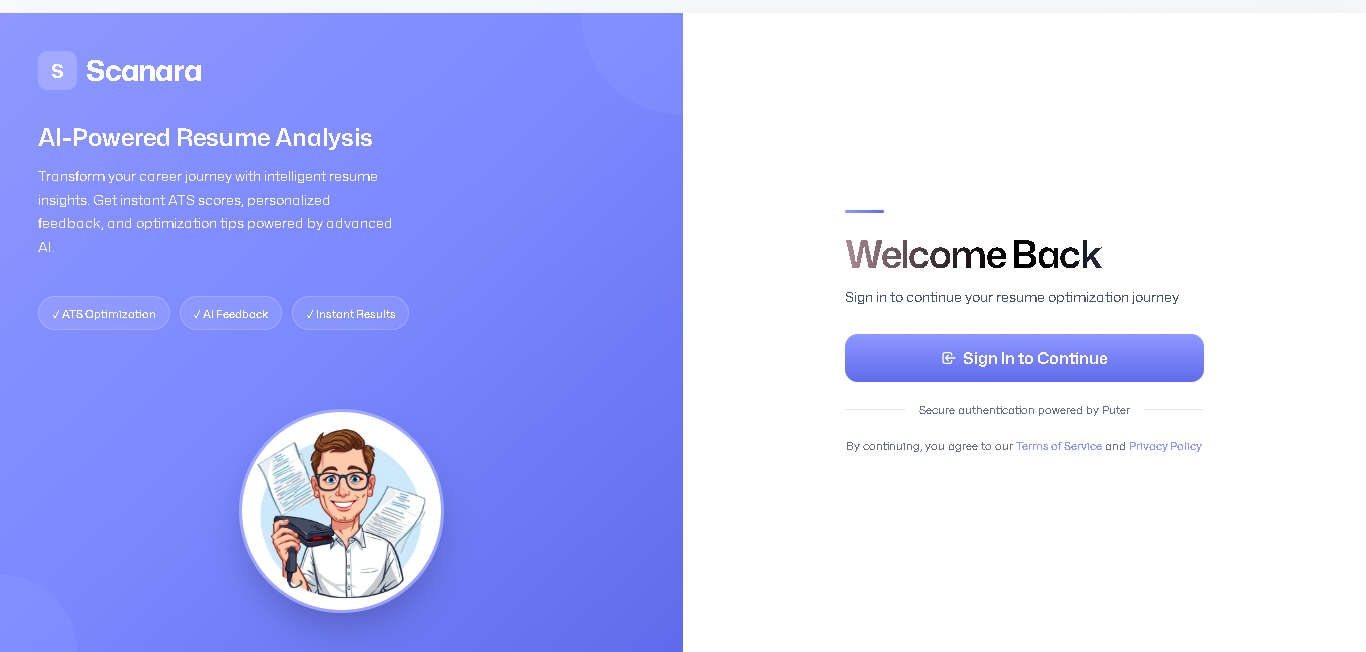 S Scanara
AI-Powered Resume Analysis
Transform your career journey with intelligent resume
insights. Get instant ATS scores, personalized
feedback, and optimization tips powered by advanced
AI.
✓ ATS Optimization ✓ AI Feedback ✓ Instant Results
Welcome Back
Sign in to continue your resume optimization journey
Sign In to Continue
Secure authentication powered by Puter
By continuing, you agree to our Terms of Service and Privacy Policy